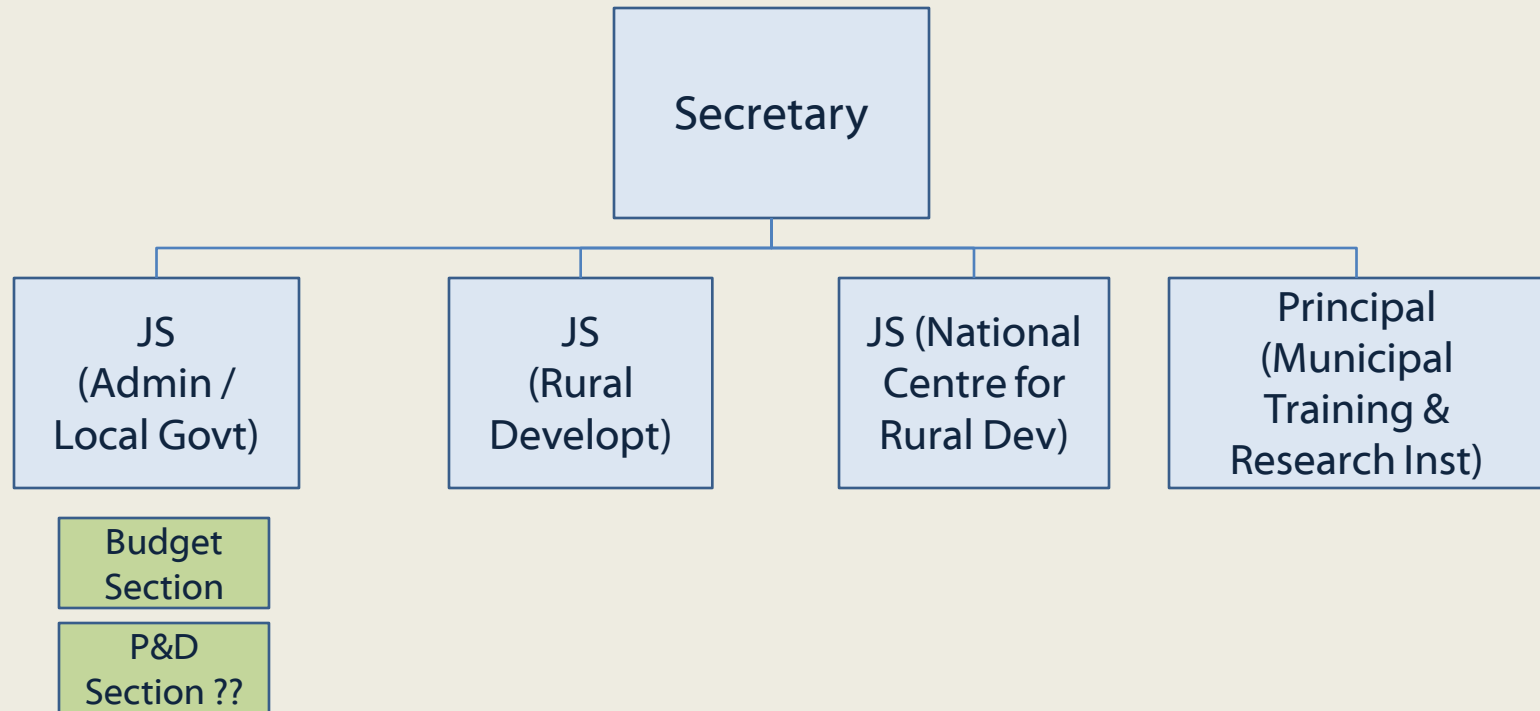 Secretary
JS
(Admin /
Local Govt)
JS
(Rural
Developt)
JS (National
Centre for
Rural Dev)
Principal
(Municipal
Training &
Research Inst)
Budget
Section
P&D
Section ??